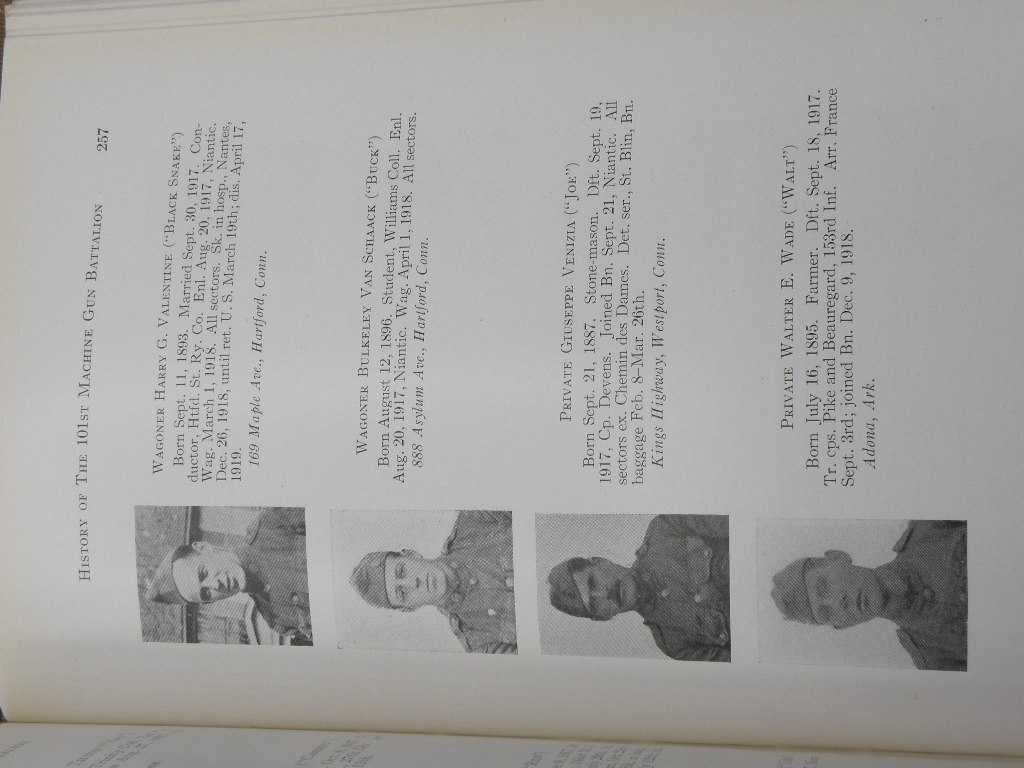 HISTORY OF THE 101ST MACHINE GUN BATTALION 257
WAGONER HARRY G. VALENTINE ("BLACK SNAKE")
Born Sept. 11, 1893. Married Sept. 30, 1917. Con-
ductor, Htfd. St. Ry. Co. Enl. Aug. 20, 1917, Niantic.
Wag. March 1, 1918. All sectors. Sk. in hosp., Nantes,
Dec. 26, 1918, until ret. U. S. March 19th; dis. April 17,
1919.
169 Maple Ave., Hartford, Conn.
WAGONER BULKELEY VAN SCHAACK ("BUCK")
Born August 12, 1896. Student, Williams Coll. Enl.
Aug. 20, 1917, Niantic. Wag. April 1, 1918. All sectors.
888 Asylum Ave., Hartford, Conn.
PRIVATE GIUSEPPE VENIZIA ("JOE")
Born Sept. 21, 1887. Stone-mason. Dft. Sept. 19,
1917, Cp. Devens. Joined Bn. Sept. 21, Niantic. All
sectors ex. Chemin des Dames. Det. ser., St. Blin, Bn.
baggage Feb. 8–Mar. 26th.
Kings Highway, Westport, Conn.
PRIVATE WALTER E. WADE ("WALT")
Born July 16, 1895. Farmer. Dft. Sept. 18, 1917.
Tr. cps. Pike and Beauregard, 153rd Inf. Arr. France
Sept. 3rd; joined Bn. Dec. 9, 1918.
Adona, Ark.